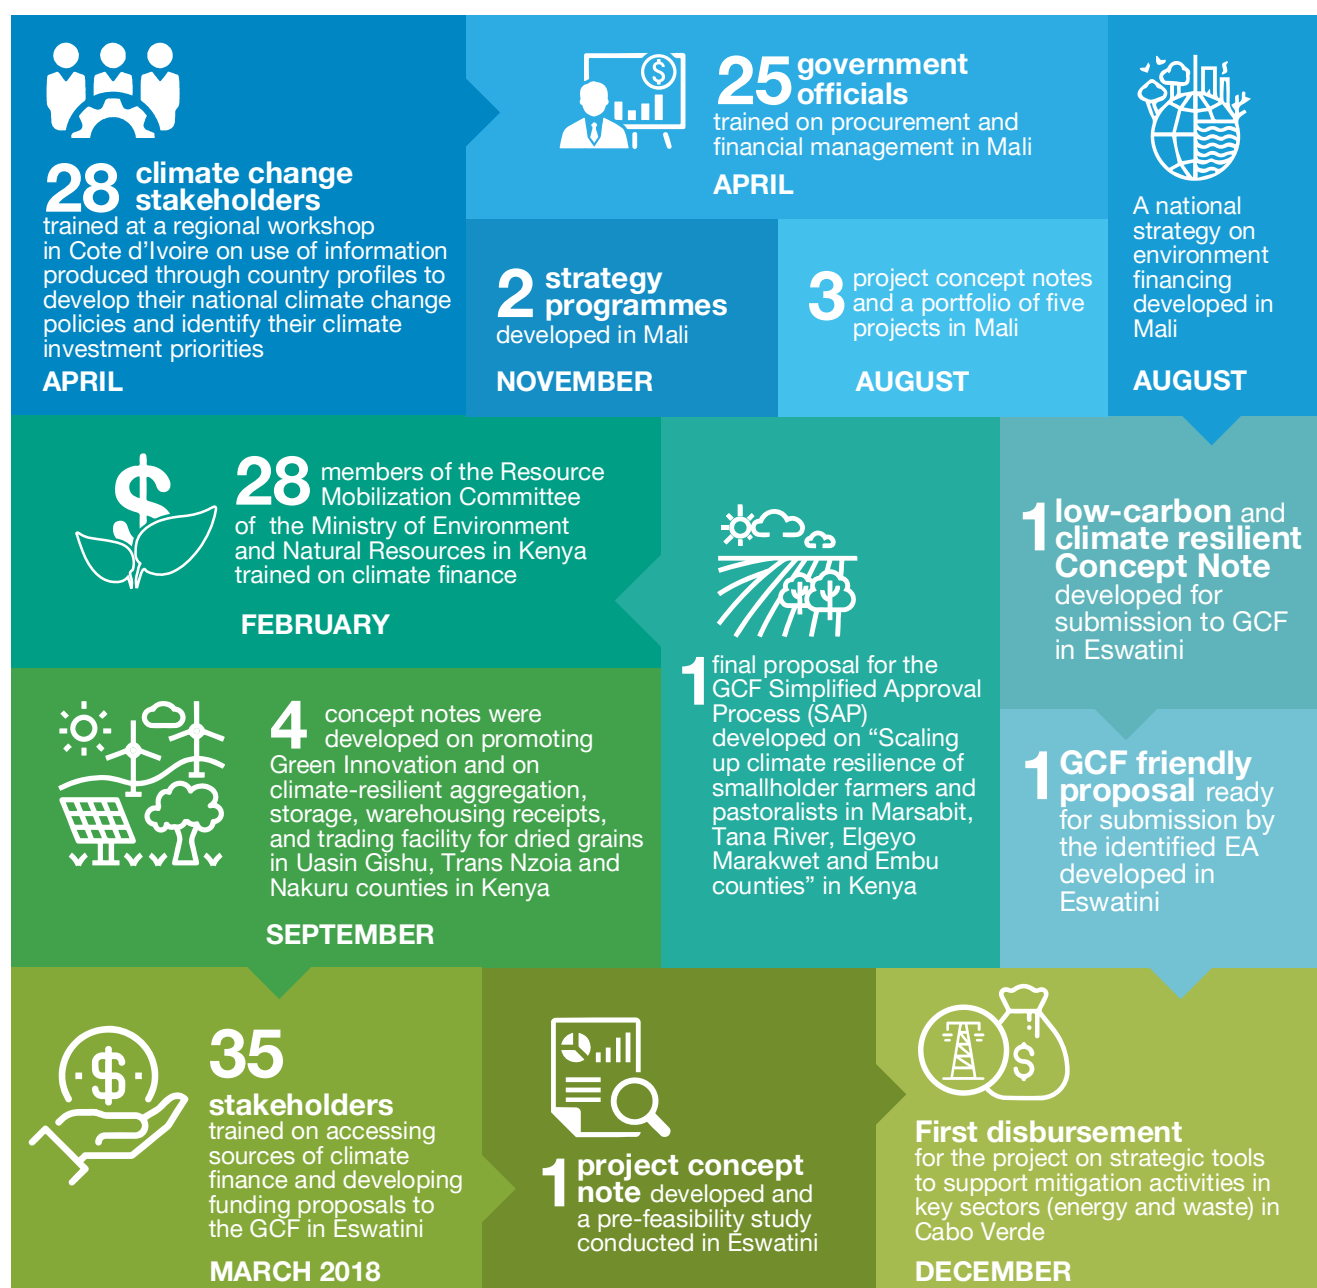 28 climate change
stakeholders
trained at a regional workshop
in Cote d’Ivoire on use of information
produced through country profiles to
develop their national climate change
policies and identify their climate
investment priorities
APRIL
25 government
officials
trained on procurement and
financial management in Mali
APRIL
2 strategy
programmes
developed in Mali
NOVEMBER
3 project concept notes
and a portfolio of five
projects in Mali
AUGUST
A national
strategy on
environment
financing
developed in
Mali
AUGUST
28 members of the Resource
Mobilization Committee
of the Ministry of Environment
and Natural Resources in Kenya
trained on climate finance
FEBRUARY
1 final proposal for the
GCF Simplified Approval
Process (SAP)
developed on “Scaling
up climate resilience of
smallholder farmers and
pastoralists in Marsabit,
Tana River, Elgeyo
Marakwet and Embu
counties” in Kenya
1 low-carbon and
climate resilient
Concept Note
developed for
submission to GCF
in Eswatini
4 concept notes were
developed on promoting
Green Innovation and on
climate-resilient aggregation,
storage, warehousing receipts,
and trading facility for dried grains
in Uasin Gishu, Trans Nzoia and
Nakuru counties in Kenya
SEPTEMBER
1 GCF friendly
proposal ready
for submission by
the identified EA
developed in
Eswatini
35
stakeholders
trained on accessing
sources of climate
finance and developing
funding proposals to
the GCF in Eswatini
MARCH 2018
1 project concept
note developed and
a pre-feasibility study
conducted in Eswatini
First disbursement
for the project on strategic tools
to support mitigation activities in
key sectors (energy and waste) in
Cabo Verde
DECEMBER